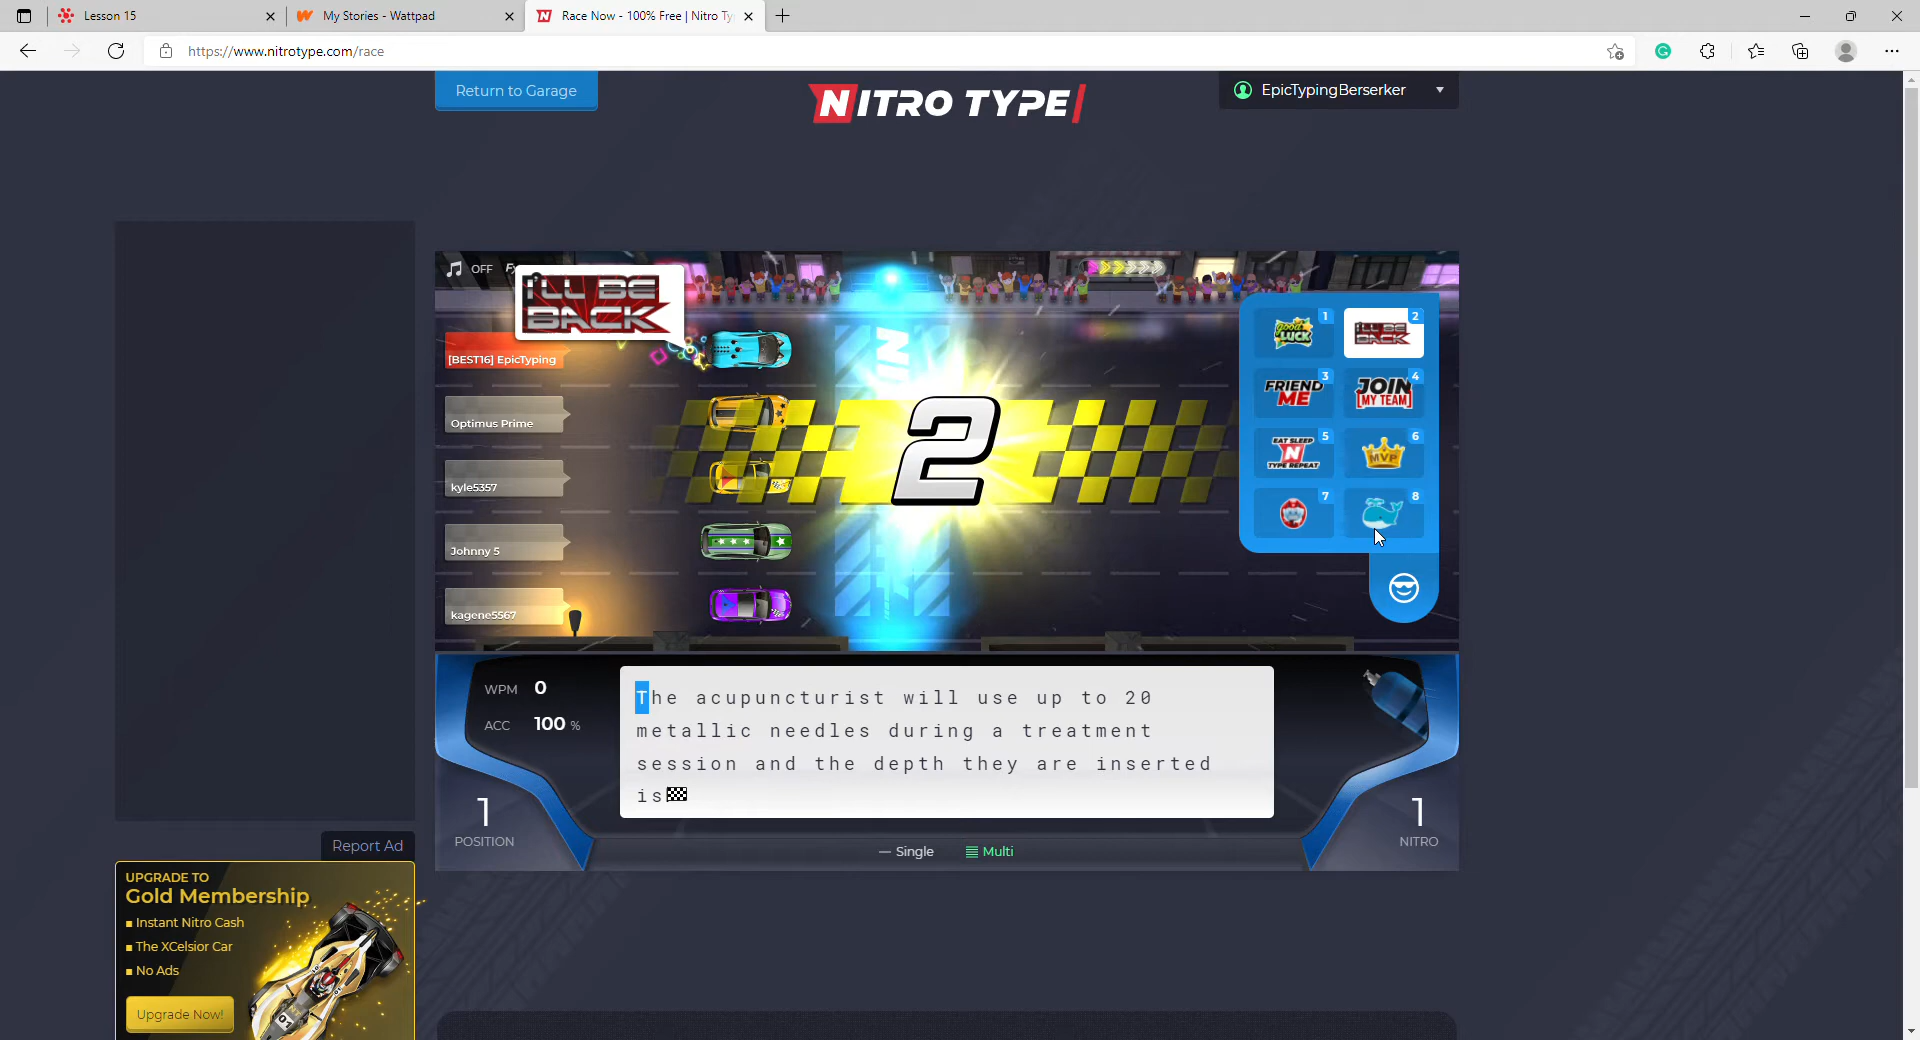 Lesson 15
My Stories - Wattpad
Race Now - 100% Free | Nitro Ty
https://www.nitrotype.com/race
Return to Garage
NITRO TYPE
EpicTypingBerserker
OFF
I'LL BE BACK
[BEST16] EpicTyping
Optimus Prime
kyle5357
Johnny 5
kagene5567
2
GOOD LUCK 1
I'LL BE BACK 2
FRIEND ME 3
JOIN MY TEAM 4
EAT SLEEP N TYPE REPEAT 5
MVP 6
7
8
WPM 0
ACC 100 %
The acupuncturist will use up to 20
metallic needles during a treatment
session and the depth they are inserted
is
1
POSITION
1
NITRO
Single
Multi
Report Ad
UPGRADE TO
Gold Membership
Instant Nitro Cash
The XCelsior Car
No Ads
Upgrade Now!
01